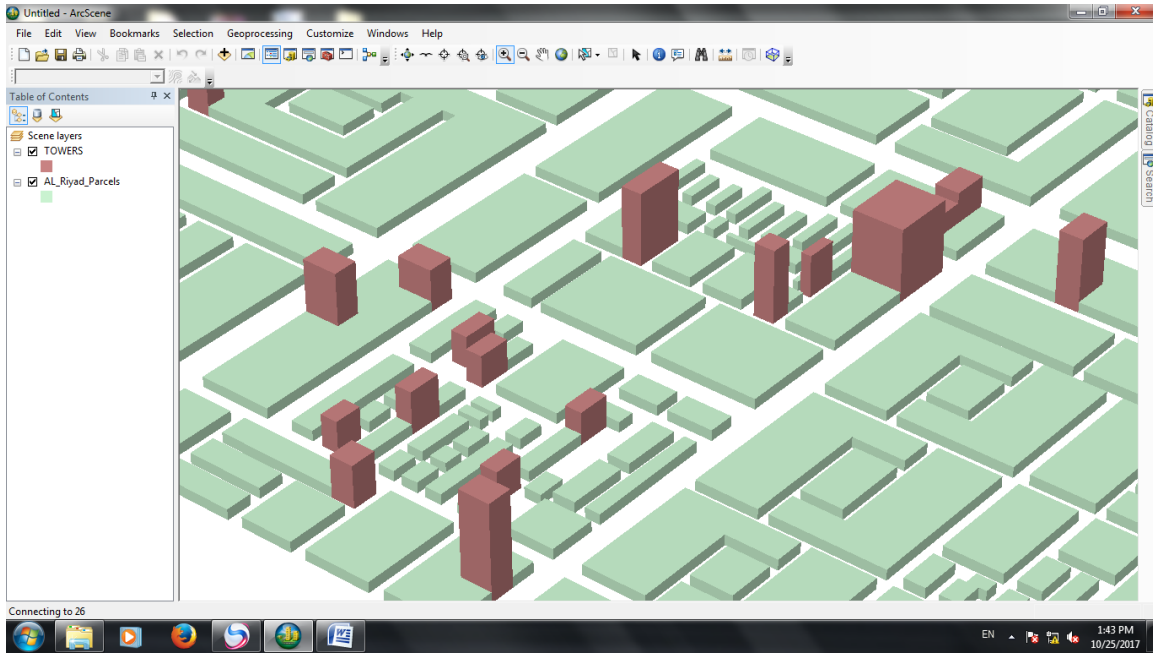 Untitled - ArcScene
File Edit View Bookmarks Selection Geoprocessing Customize Windows Help
Table of Contents
Scene layers
TOWERS
AL_Riyad_Parcels
Catalog
Search
Connecting to 26
EN
1:43 PM
10/25/2017